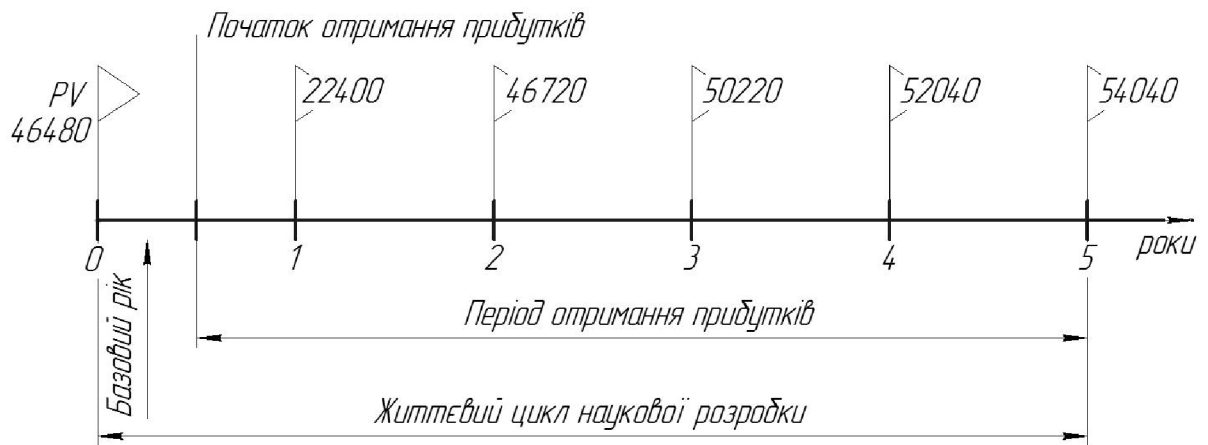 Початок отримання прибутків
PV
46480
22400
46720
50220
52040
54040
0
1
2
3
4
5
роки
Базовий рік
Період отримання прибутків
Життєвий цикл наукової розробки